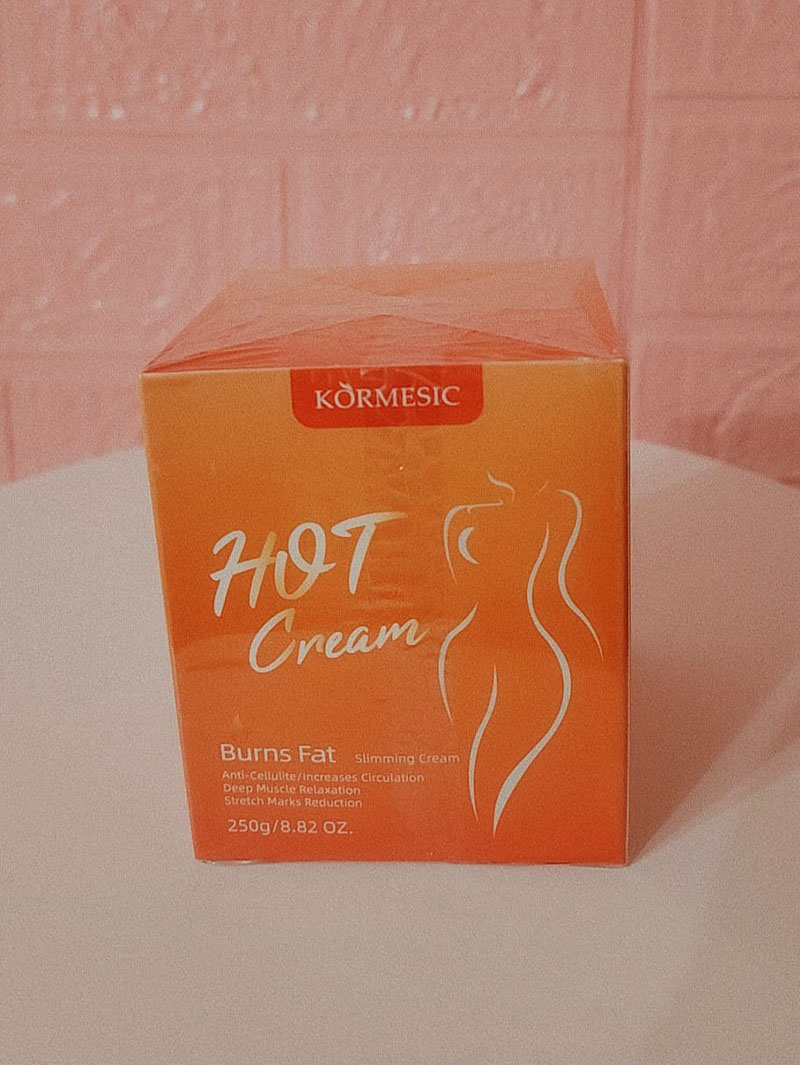 KÒRMESIC
HOT
Cream
Burns Fat Slimming Cream
Anti-Cellulite/Increases Circulation
Deep Muscle Relaxation
Stretch Marks Reduction
250g/8.82 OZ.